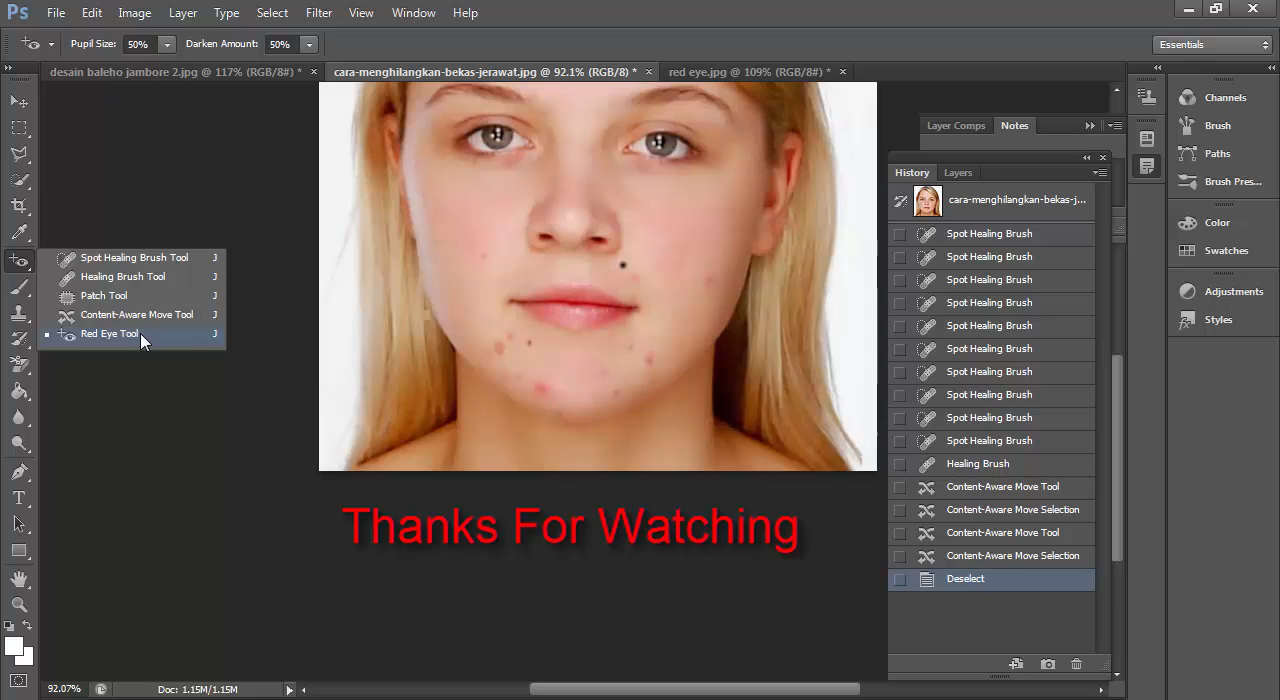 Ps File Edit Image Layer Type Select Filter View Window Help
Pupil Size: 50% Darken Amount: 50% Essentials
desain baleho jambore 2.jpg @ 117% (RGB/8#) * × cara-menghilangkan-bekas-jerawat.jpg @ 92.1% (RGB/8) * × red eye.jpg @ 109% (RGB/8#) * ×
Layer Comps Notes
History Layers
cara-menghilangkan-bekas-j...
Spot Healing Brush
Spot Healing Brush
Spot Healing Brush
Spot Healing Brush
Spot Healing Brush
Spot Healing Brush
Spot Healing Brush
Spot Healing Brush
Spot Healing Brush
Spot Healing Brush
Healing Brush
Content-Aware Move Tool
Content-Aware Move Selection
Content-Aware Move Tool
Content-Aware Move Selection
Deselect
Channels
Brush
Paths
Brush Pres...
Color
Swatches
Adjustments
Styles
Spot Healing Brush Tool J
Healing Brush Tool J
Patch Tool J
Content-Aware Move Tool J
Red Eye Tool J
T
Thanks For Watching
92.07% Doc: 1.15M/1.15M